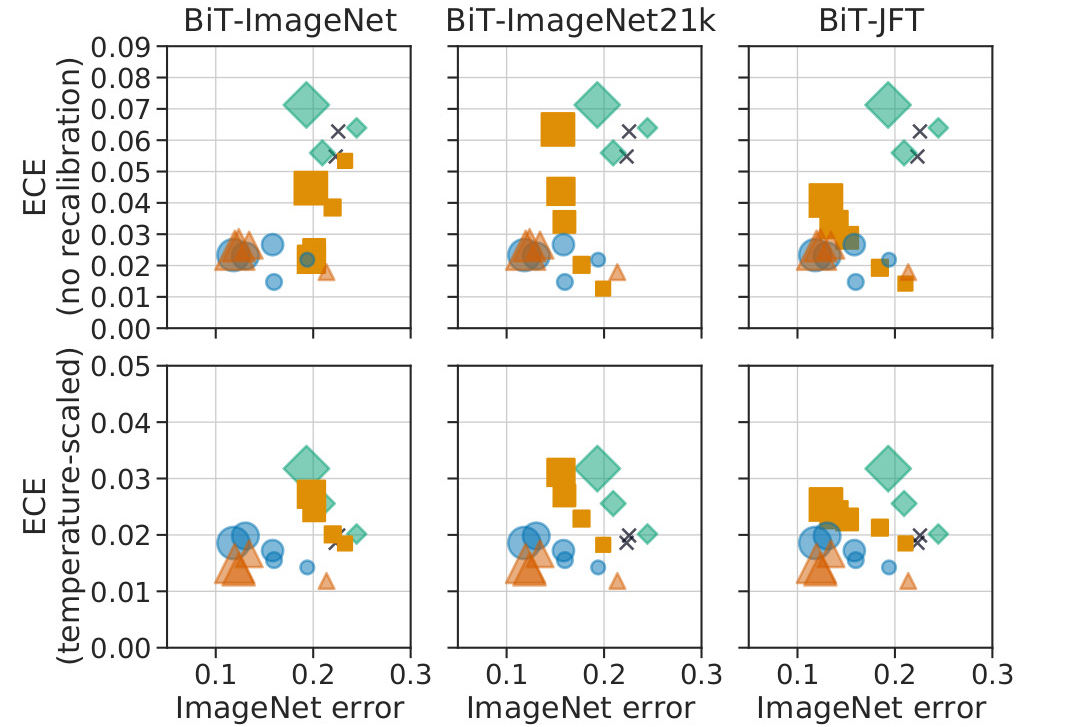 BiT-ImageNet BiT-ImageNet21k BiT-JFT
ECE
(no recalibration)
0.09
0.08
0.07
0.06
0.05
0.04
0.03
0.02
0.01
0.00
ECE
(temperature-scaled)
0.05
0.04
0.03
0.02
0.01
0.00
0.1 0.2 0.3 0.1 0.2 0.3 0.1 0.2 0.3
ImageNet error ImageNet error ImageNet error